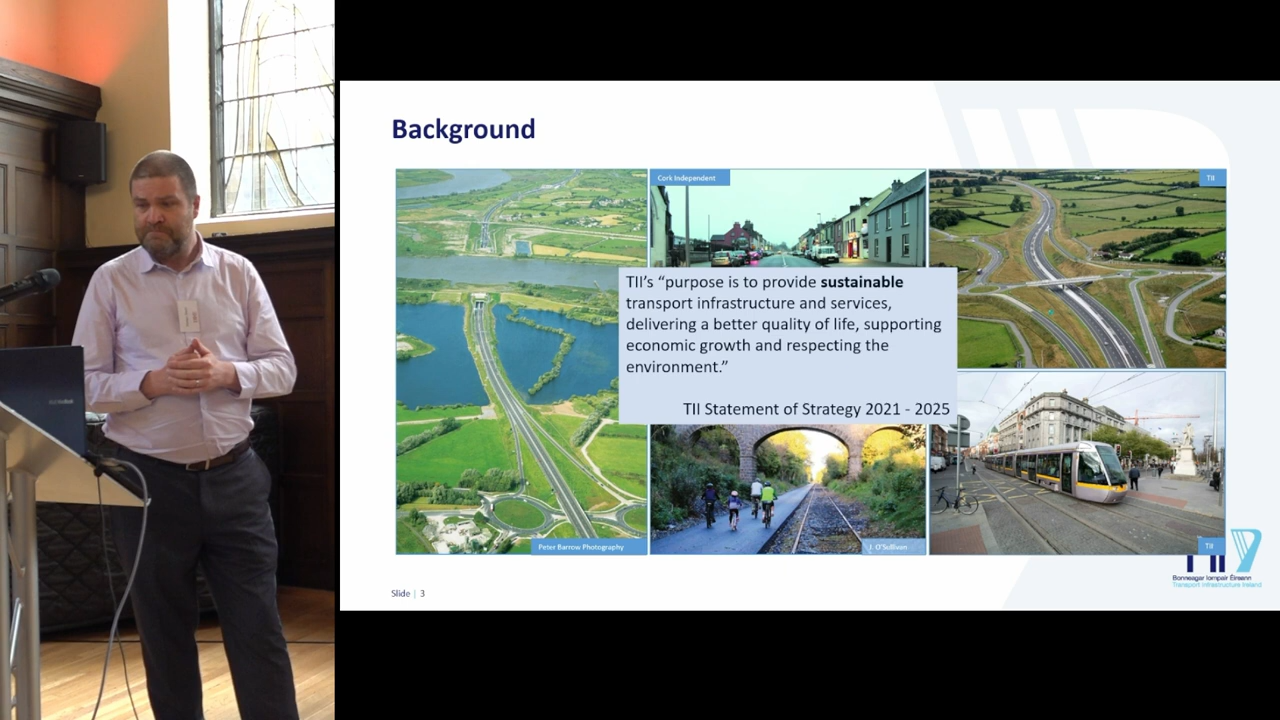 Background
Cork Independent
TII
TII's "purpose is to provide sustainable
transport infrastructure and services,
delivering a better quality of life, supporting
economic growth and respecting the
environment."
TII Statement of Strategy 2021 - 2025
Peter Barrow Photography
J. O'Sullivan
TII
Bonneagar Iompair Éireann
Transport Infrastructure Ireland
Slide | 3